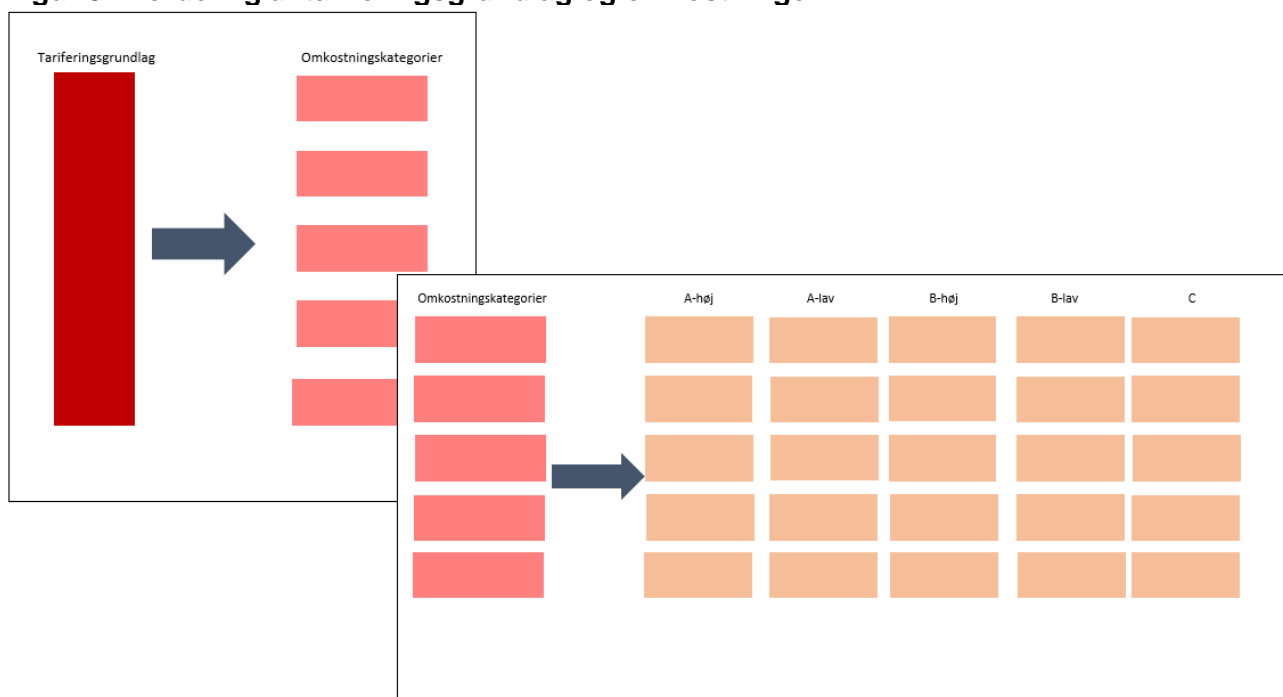 Tariferingsgrundlag
Omkostningskategorier
Omkostningskategorier
A-høj
A-lav
B-høj
B-lav
C